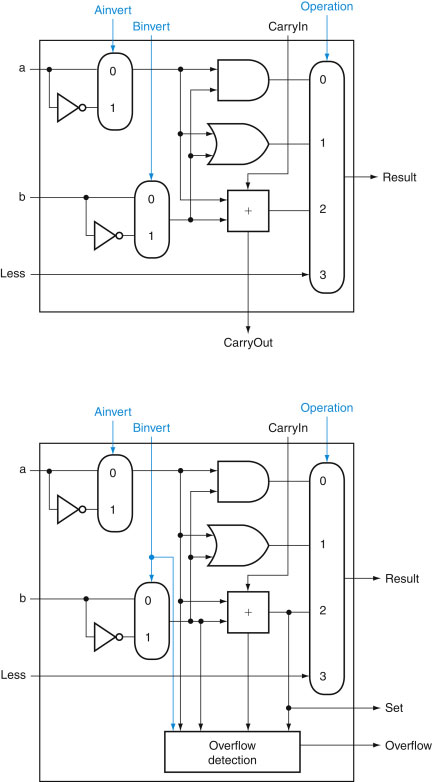 Operation
Ainvert
Binvert
CarryIn
a
0
0
1
1
b
0
2
Result
1
+
Less
3
CarryOut
Operation
Ainvert
Binvert
CarryIn
a
0
0
1
1
b
0
2
Result
1
+
Less
3
Set
Overflow
detection
Overflow